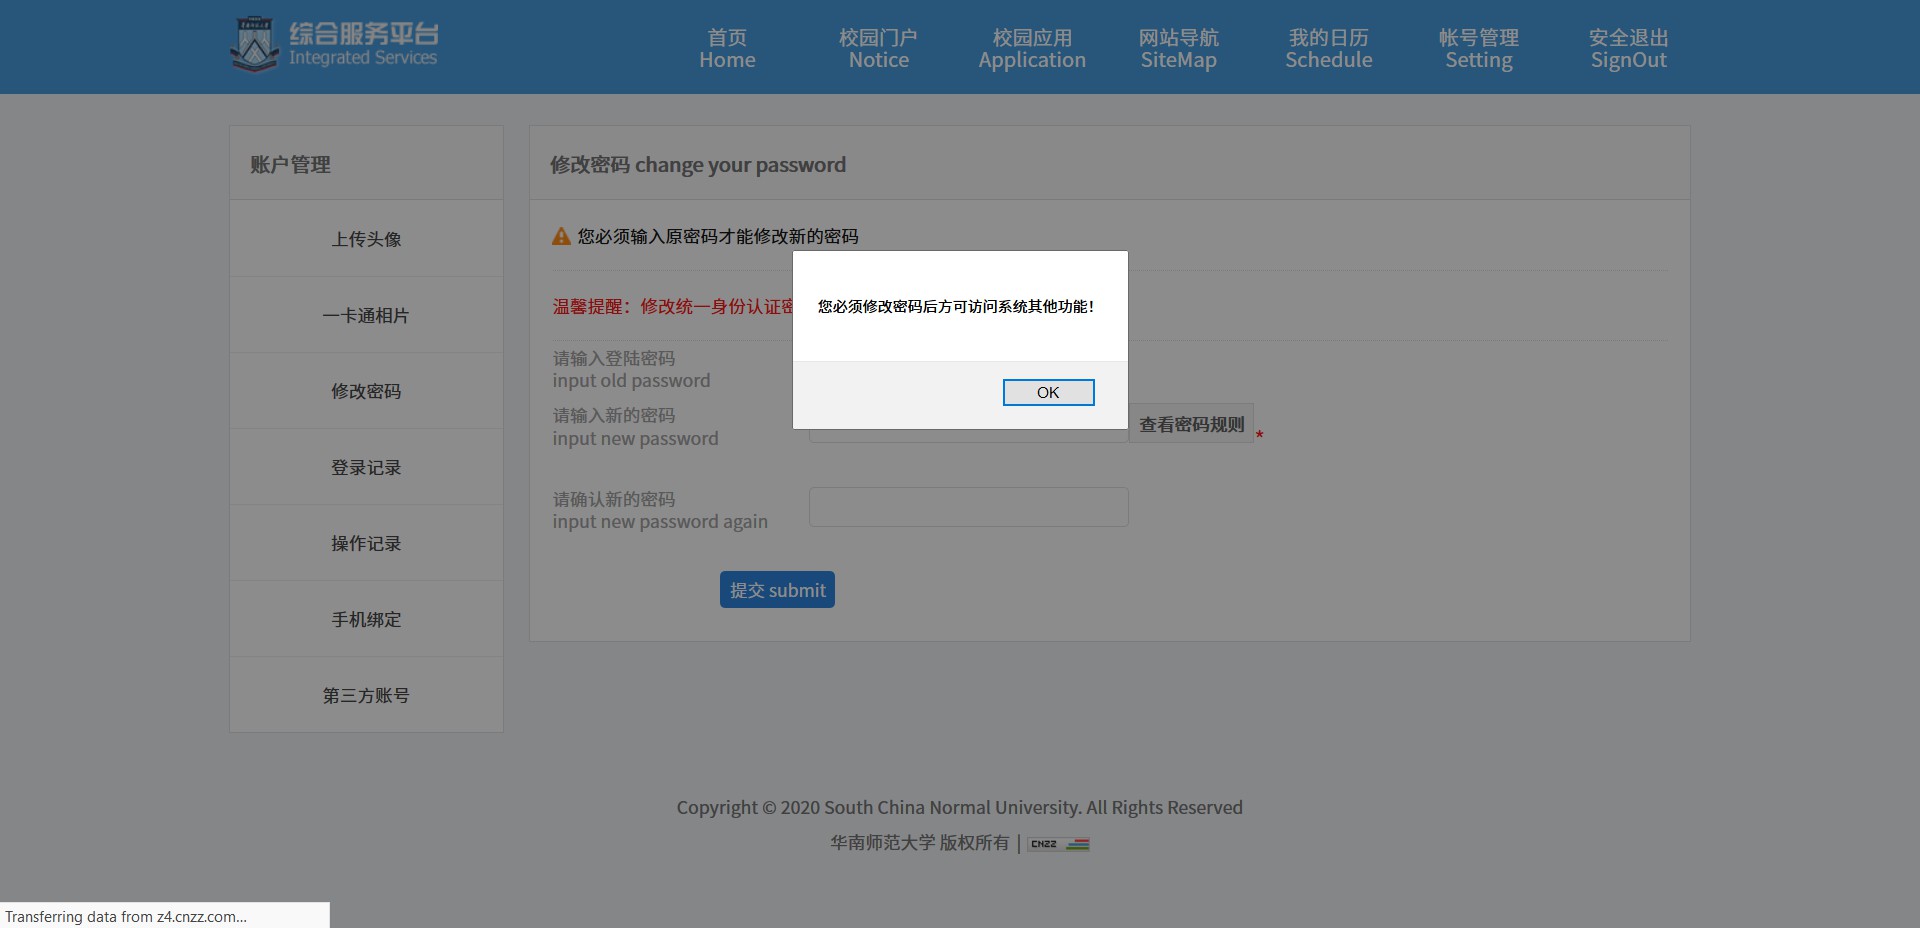 综合服务平台
Integrated Services
首页
Home
校园门户
Notice
校园应用
Application
网站导航
SiteMap
我的日历
Schedule
帐号管理
Setting
安全退出
SignOut
账户管理
上传头像
一卡通相片
修改密码
登录记录
操作记录
手机绑定
第三方账号
修改密码 change your password
您必须输入原密码才能修改新的密码
温馨提醒：修改统一身份认证密
您必须修改密码后方可访问系统其他功能！
OK
请输入登陆密码
input old password
请输入新的密码
input new password
查看密码规则 *
请确认新的密码
input new password again
提交 submit
Copyright © 2020 South China Normal University. All Rights Reserved
华南师范大学 版权所有 | CNZZ
Transferring data from z4.cnzz.com...